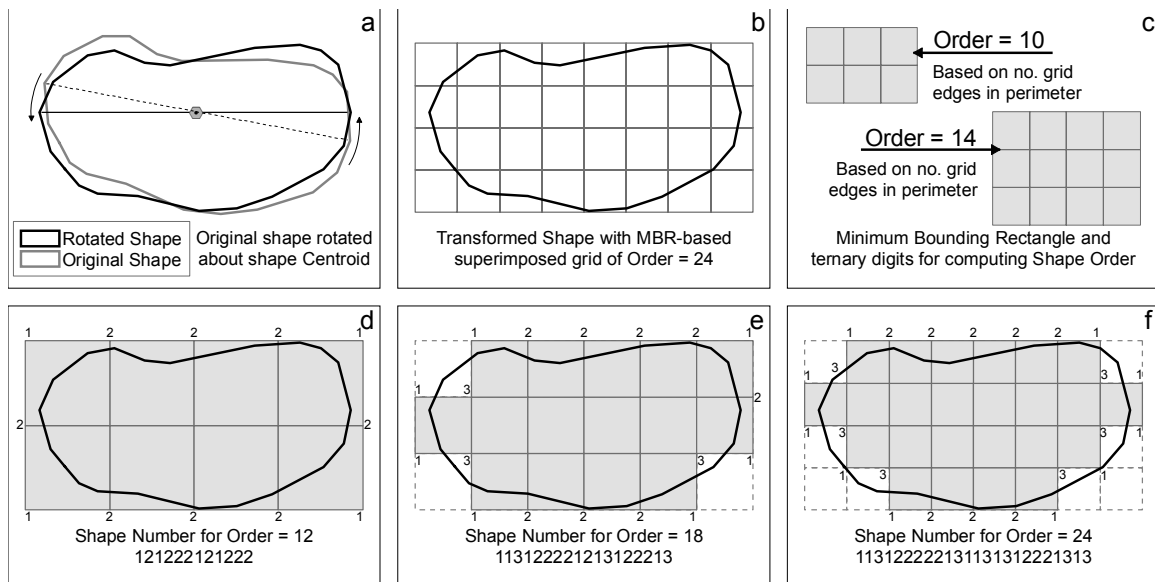 a
Rotated Shape
Original Shape
Original shape rotated
about shape Centroid
b
Transformed Shape with MBR-based
superimposed grid of Order = 24
c
Order = 10
Based on no. grid
edges in perimeter
Order = 14
Based on no. grid
edges in perimeter
Minimum Bounding Rectangle and
ternary digits for computing Shape Order
d
1 2 2 2 1
2 2
1 2 2 2 1
Shape Number for Order = 12
121222121222
e
1 2 2 2 2 1
1 3
2
1 3 3 1
1 2 2 2 1
Shape Number for Order = 18
113122221213122213
f
1 2 2 2 2 2 1
1 3 3 1
1 3 3 1
1 3 3 1
1 2 2 2 1
Shape Number for Order = 24
113122222131131312221313